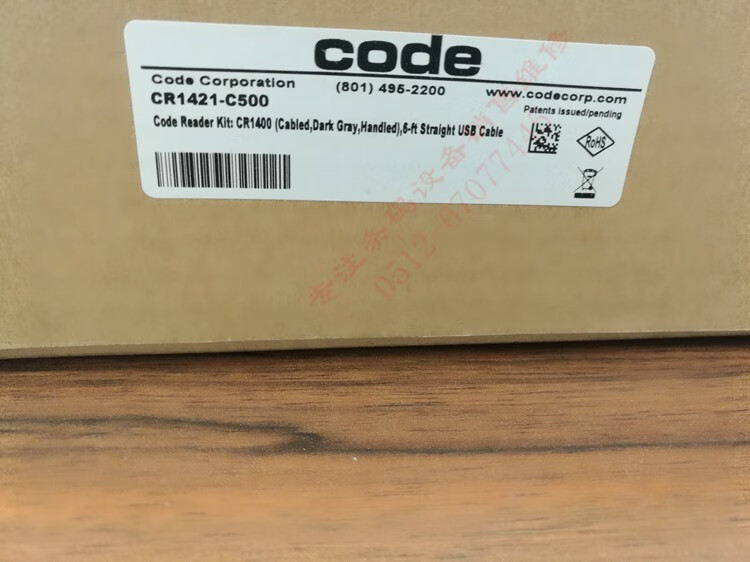 code
Code Corporation (801) 495-2200 www.codecorp.com
CR1421-C500 Patents issued/pending
Code Reader Kit: CR1400 (Cabled,Dark Gray,Handled),6-ft Straight USB Cable
RoHS
专注条码设备销售维修
0512-67077445